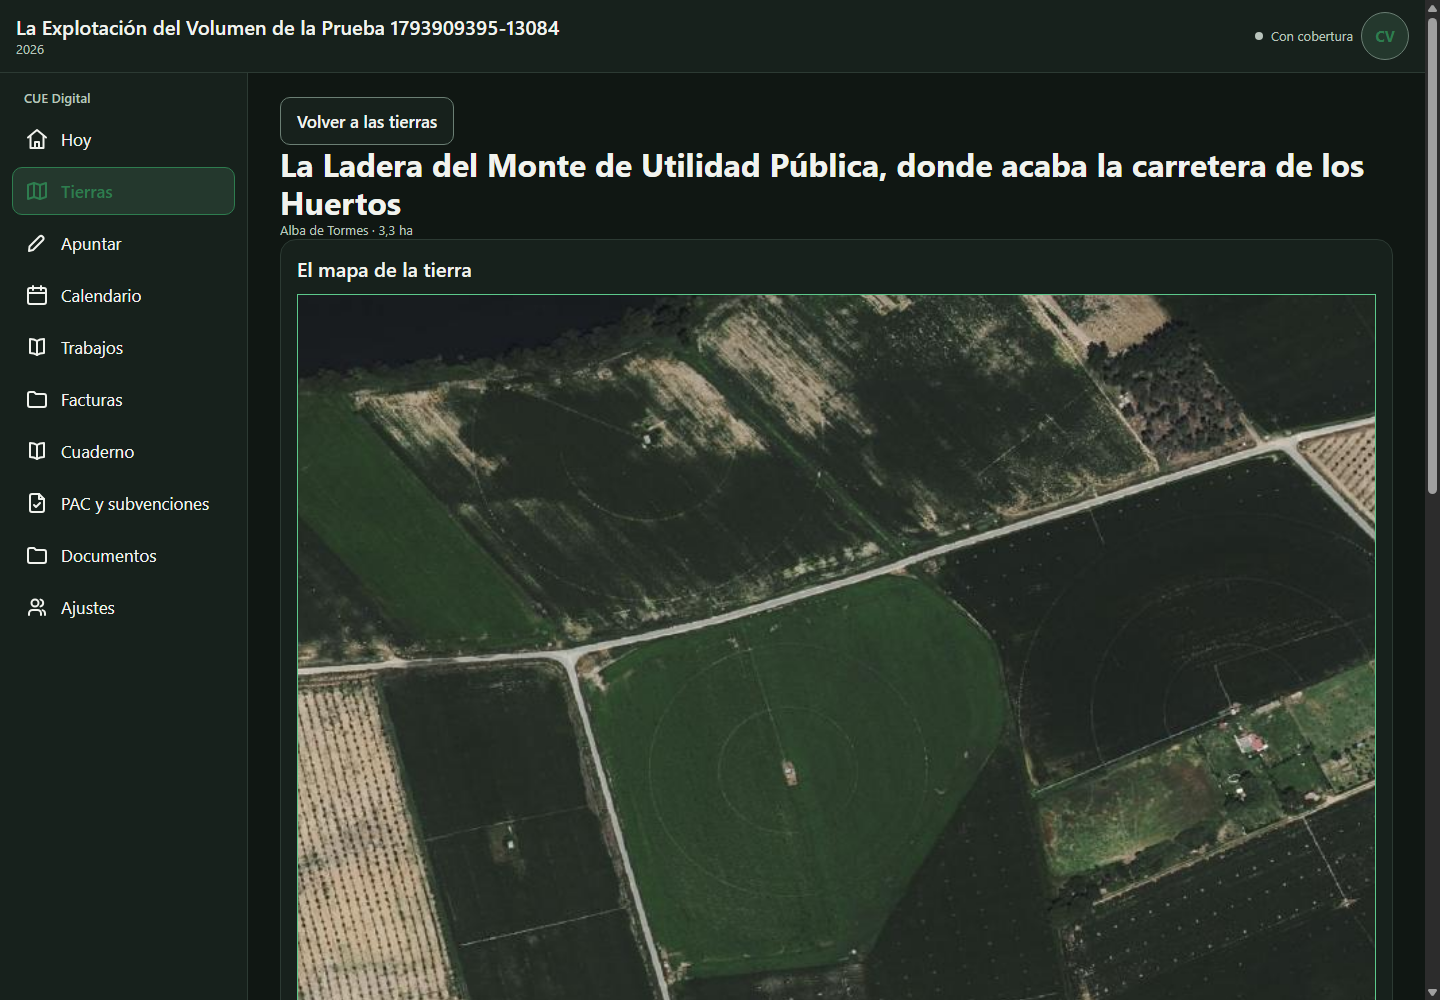 La Explotación del Volumen de la Prueba 1793909395-13084
2026
Con cobertura
CV
CUE Digital
Hoy
Tierras
Apuntar
Calendario
Trabajos
Facturas
Cuaderno
PAC y subvenciones
Documentos
Ajustes
Volver a las tierras
La Ladera del Monte de Utilidad Pública, donde acaba la carretera de los
Huertos
Alba de Tormes · 3,3 ha
El mapa de la tierra